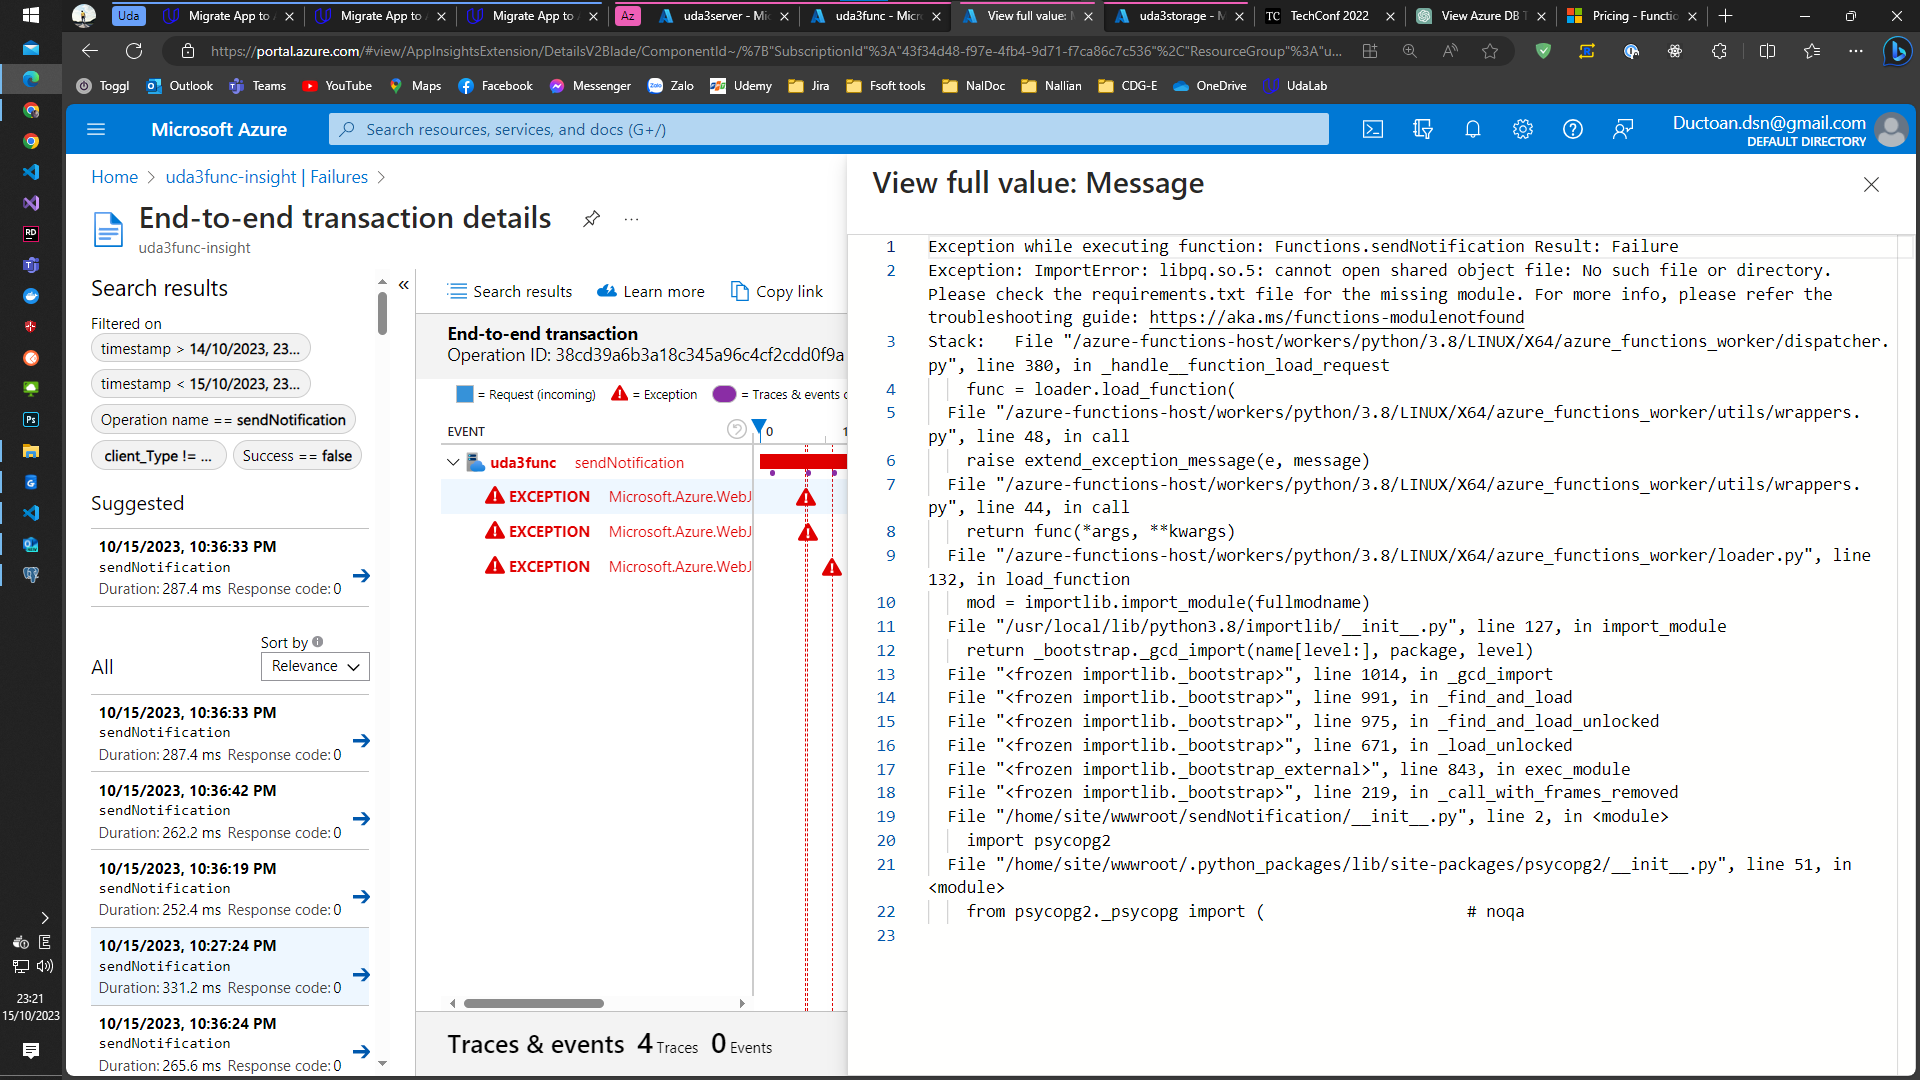 Uda
Migrate App to
Migrate App to
Migrate App to
Az
uda3server - Mic
uda3func - Micro
View full value: M
uda3storage - M
TechConf 2022
View Azure DB T
Pricing - Functio
https://portal.azure.com/#view/AppInsightsExtension/DetailsV2Blade/ComponentId~/%7B"SubscriptionId"%3A"43f34d48-f97e-4fb4-9d71-f7ca86c7c536"%2C"ResourceGroup"%3A"u...
Toggl
Outlook
Teams
YouTube
Maps
Facebook
Messenger
Zalo
Udemy
Jira
Fsoft tools
NalDoc
Nallian
CDG-E
OneDrive
UdaLab
Microsoft Azure
Search resources, services, and docs (G+/)
Ductoan.dsn@gmail.com
DEFAULT DIRECTORY
Home > uda3func-insight | Failures >
End-to-end transaction details
uda3func-insight
Search results
Filtered on
timestamp > 14/10/2023, 23...
timestamp < 15/10/2023, 23...
Operation name == sendNotification
client_Type != ...
Success == false
Suggested
10/15/2023, 10:36:33 PM
sendNotification
Duration: 287.4 ms Response code: 0
Sort by
All
Relevance
10/15/2023, 10:36:33 PM
sendNotification
Duration: 287.4 ms Response code: 0
10/15/2023, 10:36:42 PM
sendNotification
Duration: 262.2 ms Response code: 0
10/15/2023, 10:36:19 PM
sendNotification
Duration: 252.4 ms Response code: 0
10/15/2023, 10:27:24 PM
sendNotification
Duration: 331.2 ms Response code: 0
10/15/2023, 10:36:24 PM
sendNotification
Duration: 265.6 ms Response code: 0
Search results
Learn more
Copy link
End-to-end transaction
Operation ID: 38cd39a6b3a18c345a96c4cf2cdd0f9a
= Request (incoming)
= Exception
= Traces & events
EVENT
0
1
uda3func sendNotification
EXCEPTION Microsoft.Azure.WebJ
EXCEPTION Microsoft.Azure.WebJ
EXCEPTION Microsoft.Azure.WebJ
Traces & events 4 Traces 0 Events
View full value: Message
1 Exception while executing function: Functions.sendNotification Result: Failure
2 Exception: ImportError: libpq.so.5: cannot open shared object file: No such file or directory.
Please check the requirements.txt file for the missing module. For more info, please refer the
troubleshooting guide: https://aka.ms/functions-modulenotfound
3 Stack:   File "/azure-functions-host/workers/python/3.8/LINUX/X64/azure_functions_worker/dispatcher.
py", line 380, in _handle__function_load_request
4     func = loader.load_function(
5   File "/azure-functions-host/workers/python/3.8/LINUX/X64/azure_functions_worker/utils/wrappers.
py", line 48, in call
6     raise extend_exception_message(e, message)
7   File "/azure-functions-host/workers/python/3.8/LINUX/X64/azure_functions_worker/utils/wrappers.
py", line 44, in call
8     return func(*args, **kwargs)
9   File "/azure-functions-host/workers/python/3.8/LINUX/X64/azure_functions_worker/loader.py", line
132, in load_function
10     mod = importlib.import_module(fullmodname)
11   File "/usr/local/lib/python3.8/importlib/__init__.py", line 127, in import_module
12     return _bootstrap._gcd_import(name[level:], package, level)
13   File "<frozen importlib._bootstrap>", line 1014, in _gcd_import
14   File "<frozen importlib._bootstrap>", line 991, in _find_and_load
15   File "<frozen importlib._bootstrap>", line 975, in _find_and_load_unlocked
16   File "<frozen importlib._bootstrap>", line 671, in _load_unlocked
17   File "<frozen importlib._bootstrap_external>", line 843, in exec_module
18   File "<frozen importlib._bootstrap>", line 219, in _call_with_frames_removed
19   File "/home/site/wwwroot/sendNotification/__init__.py", line 2, in <module>
20     import psycopg2
21   File "/home/site/wwwroot/.python_packages/lib/site-packages/psycopg2/__init__.py", line 51, in
<module>
22     from psycopg2._psycopg import (                     # noqa
23
23:21
15/10/2023